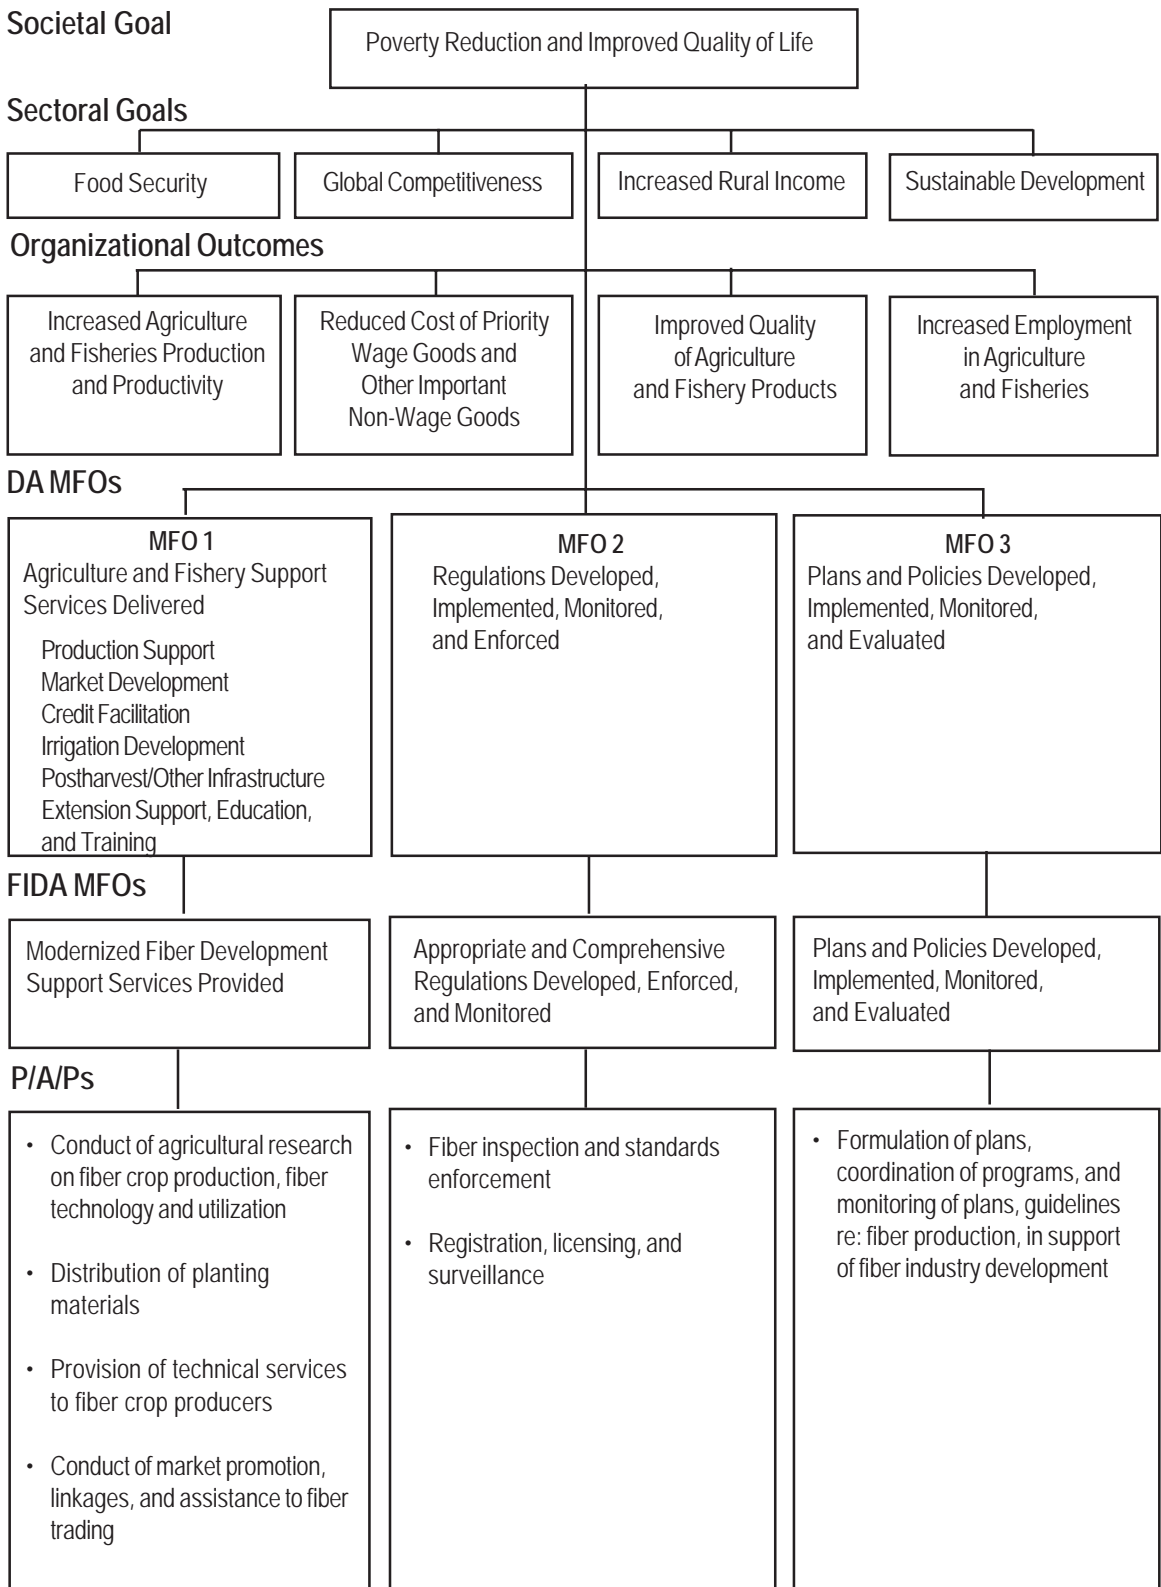 Societal Goal
Poverty Reduction and Improved Quality of Life
Sectoral Goals
Food Security
Global Competitiveness
Increased Rural Income
Sustainable Development
Organizational Outcomes
Increased Agriculture
and Fisheries Production
and Productivity
Reduced Cost of Priority
Wage Goods and
Other Important
Non-Wage Goods
Improved Quality
of Agriculture
and Fishery Products
Increased Employment
in Agriculture
and Fisheries
DA MFOs
MFO 1
Agriculture and Fishery Support
Services Delivered
Production Support
Market Development
Credit Facilitation
Irrigation Development
Postharvest/Other Infrastructure
Extension Support, Education,
and Training
MFO 2
Regulations Developed,
Implemented, Monitored,
and Enforced
MFO 3
Plans and Policies Developed,
Implemented, Monitored,
and Evaluated
FIDA MFOs
Modernized Fiber Development
Support Services Provided
Appropriate and Comprehensive
Regulations Developed, Enforced,
and Monitored
Plans and Policies Developed,
Implemented, Monitored,
and Evaluated
P/A/Ps
• Conduct of agricultural research
on fiber crop production, fiber
technology and utilization
• Distribution of planting
materials
• Provision of technical services
to fiber crop producers
• Conduct of market promotion,
linkages, and assistance to fiber
trading
• Fiber inspection and standards
enforcement
• Registration, licensing, and
surveillance
• Formulation of plans,
coordination of programs, and
monitoring of plans, guidelines
re: fiber production, in support
of fiber industry development